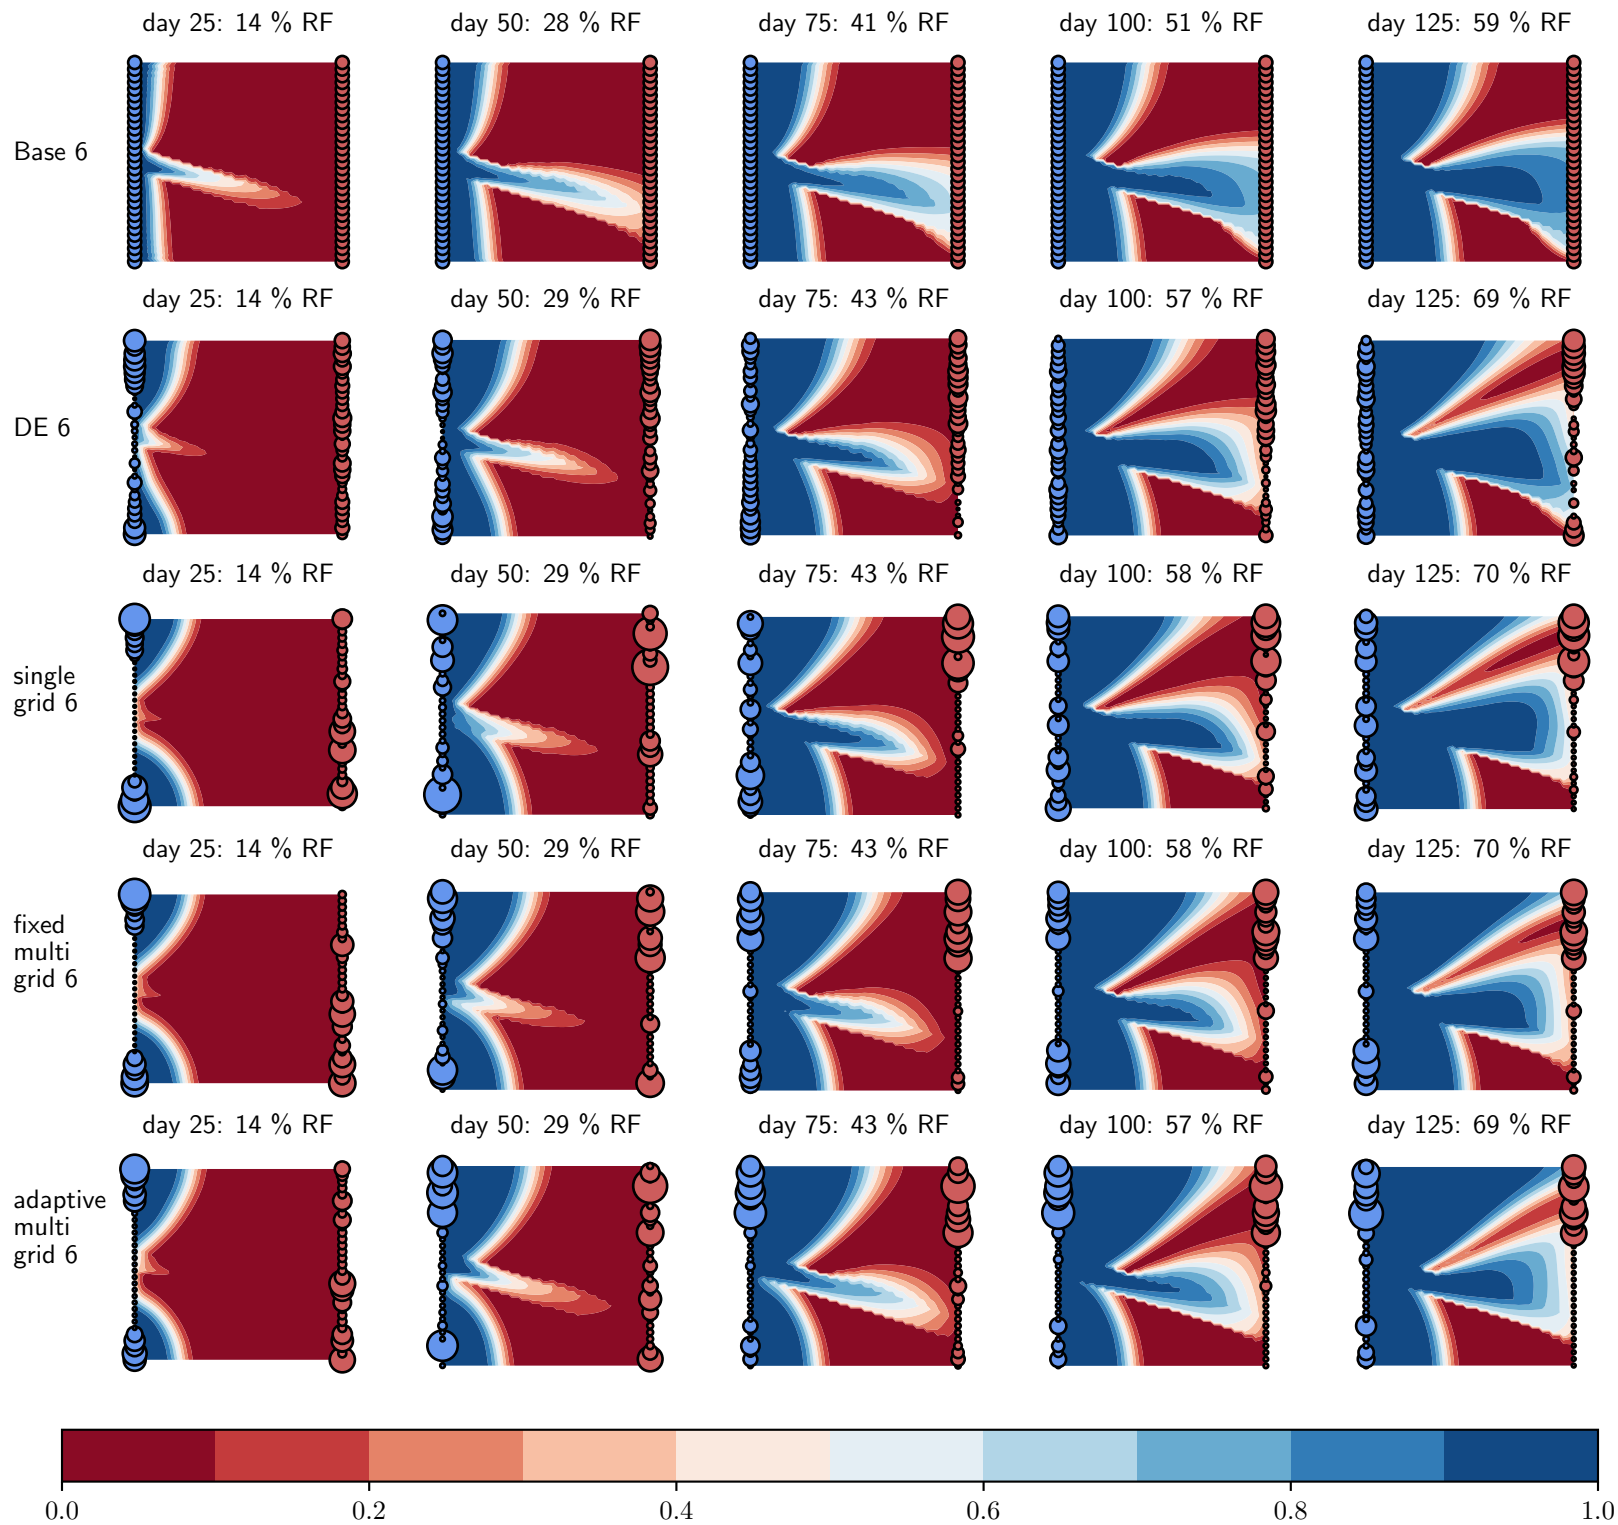 day 25: 14 % RF
day 50: 28 % RF
day 75: 41 % RF
day 100: 51 % RF
day 125: 59 % RF
Base 6
day 25: 14 % RF
day 50: 29 % RF
day 75: 43 % RF
day 100: 57 % RF
day 125: 69 % RF
DE 6
day 25: 14 % RF
day 50: 29 % RF
day 75: 43 % RF
day 100: 58 % RF
day 125: 70 % RF
single
grid 6
day 25: 14 % RF
day 50: 29 % RF
day 75: 43 % RF
day 100: 58 % RF
day 125: 70 % RF
fixed
multi
grid 6
day 25: 14 % RF
day 50: 29 % RF
day 75: 43 % RF
day 100: 57 % RF
day 125: 69 % RF
adaptive
multi
grid 6
0.0
0.2
0.4
0.6
0.8
1.0